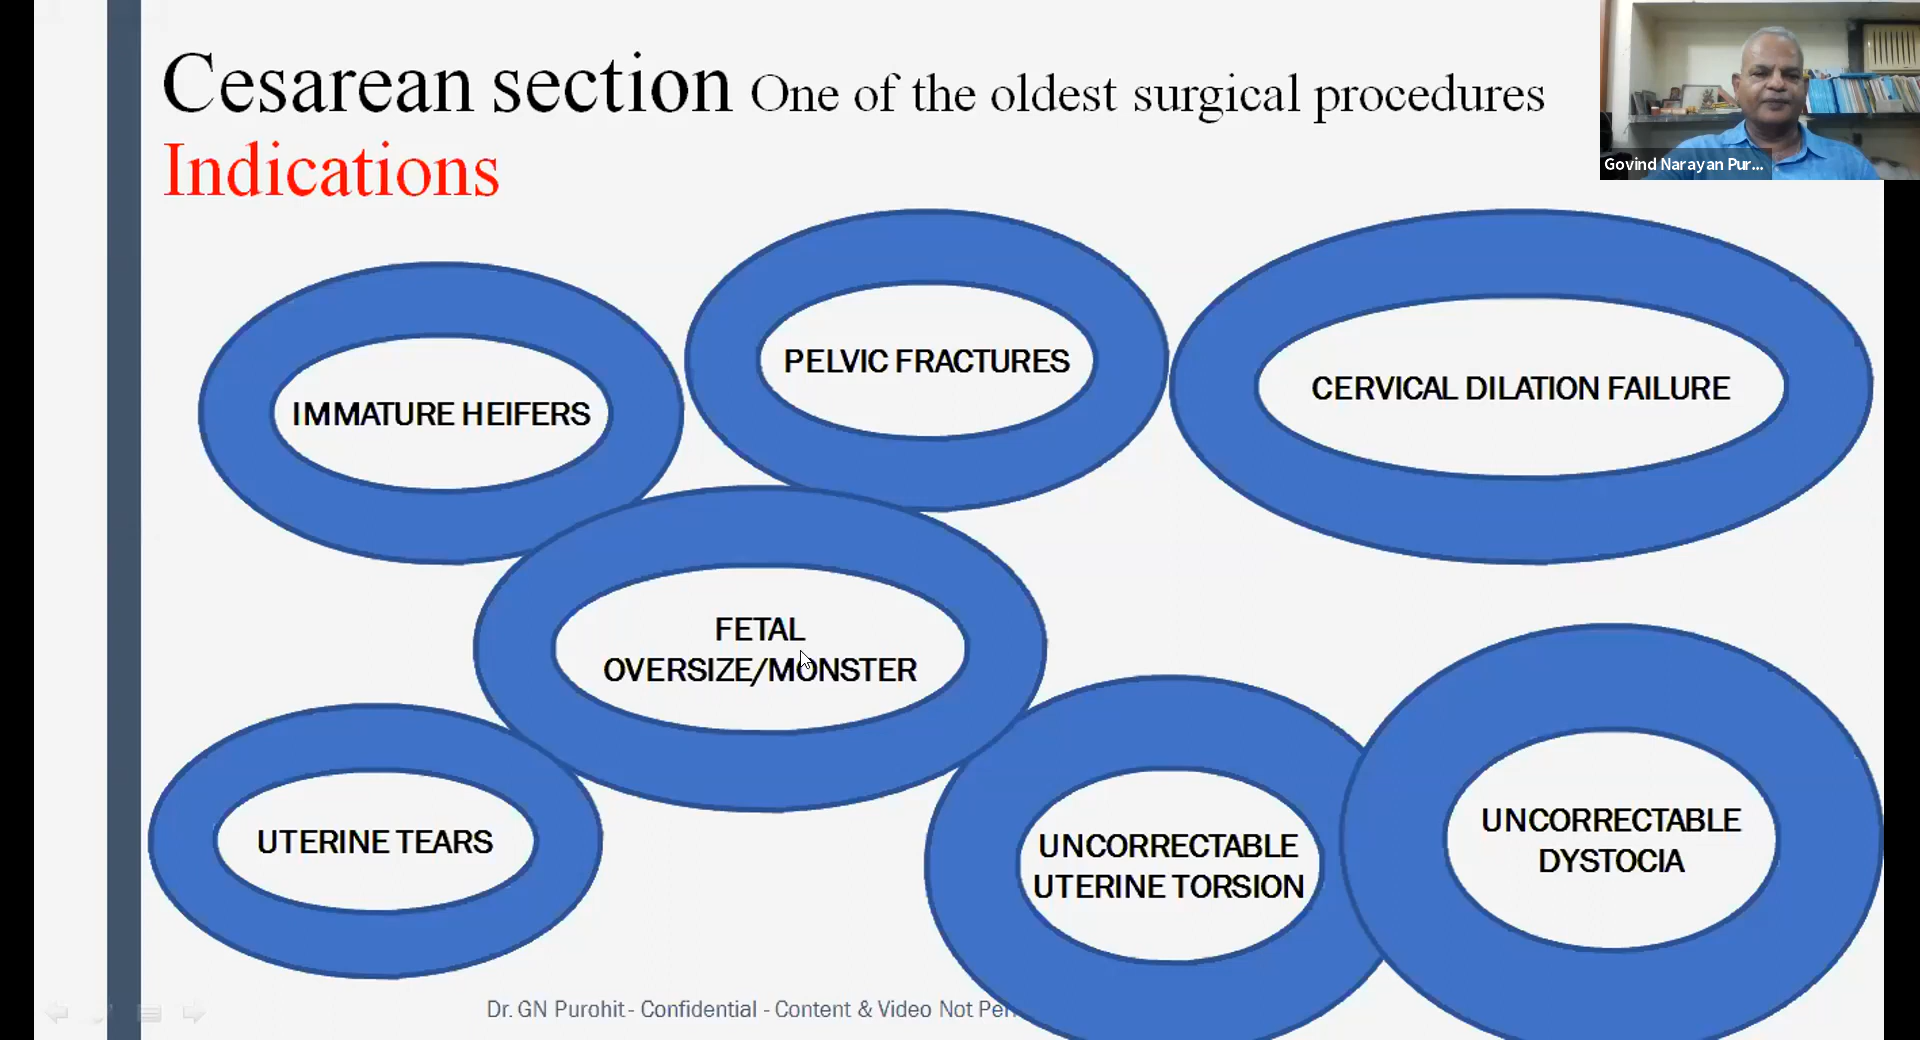 Cesarean section One of the oldest surgical procedures
Indications
Govind Narayan Pur...
IMMATURE HEIFERS
PELVIC FRACTURES
CERVICAL DILATION FAILURE
FETAL
OVERSIZE/MONSTER
UTERINE TEARS
UNCORRECTABLE
UTERINE TORSION
UNCORRECTABLE
DYSTOCIA
Dr. GN Purohit - Confidential - Content & Video Not